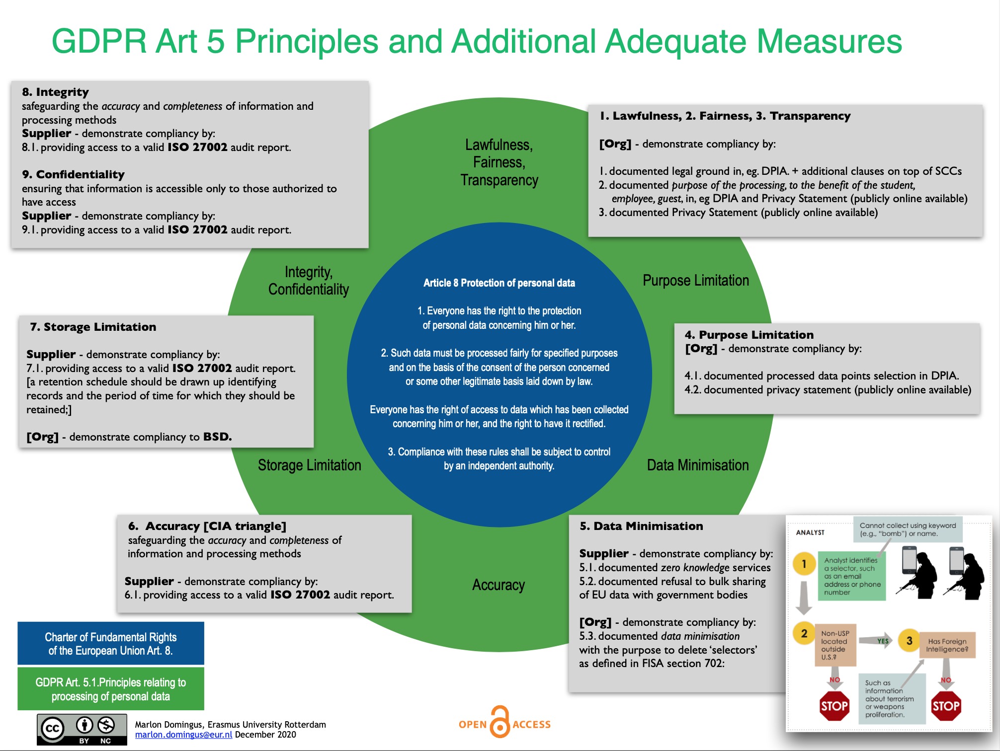 GDPR Art 5 Principles and Additional Adequate Measures
8. Integrity
safeguarding the accuracy and completeness of information and
processing methods
Supplier - demonstrate compliancy by:
8.1. providing access to a valid ISO 27002 audit report.
9. Confidentiality
ensuring that information is accessible only to those authorized to
have access
Supplier - demonstrate compliancy by:
9.1. providing access to a valid ISO 27002 audit report.
Lawfulness,
Fairness,
Transparency
1. Lawfulness, 2. Fairness, 3. Transparency
[Org] - demonstrate compliancy by:
1. documented legal ground in, eg. DPIA. + additional clauses on top of SCCs
2. documented purpose of the processing, to the benefit of the student,
employee, guest, in, eg DPIA and Privacy Statement (publicly online available)
3. documented Privacy Statement (publicly online available)
Integrity,
Confidentiality
Purpose Limitation
Article 8 Protection of personal data
1. Everyone has the right to the protection
of personal data concerning him or her.
2. Such data must be processed fairly for specified purposes
and on the basis of the consent of the person concerned
or some other legitimate basis laid down by law.
Everyone has the right of access to data which has been collected
concerning him or her, and the right to have it rectified.
3. Compliance with these rules shall be subject to control
by an independent authority.
7. Storage Limitation
Supplier - demonstrate compliancy by:
7.1. providing access to a valid ISO 27002 audit report.
[a retention schedule should be drawn up identifying
records and the period of time for which they should be
retained;]
[Org] - demonstrate compliancy to BSD.
4. Purpose Limitation
[Org] - demonstrate compliancy by:
4.1. documented processed data points selection in DPIA.
4.2. documented privacy statement (publicly online available)
Storage Limitation
Data Minimisation
6. Accuracy [CIA triangle]
safeguarding the accuracy and completeness of
information and processing methods
Supplier - demonstrate compliancy by:
6.1. providing access to a valid ISO 27002 audit report.
Accuracy
5. Data Minimisation
Supplier - demonstrate compliancy by:
5.1. documented zero knowledge services
5.2. documented refusal to bulk sharing
of EU data with government bodies
[Org] - demonstrate compliancy by:
5.3. documented data minimisation
with the purpose to delete ‘selectors’
as defined in FISA section 702:
ANALYST
Cannot collect using keyword
(e.g., “bomb”) or name.
1
Analyst identifies
a selector, such
as an email
address or phone
number
2
Non-USP
located
outside
U.S.?
YES
3
Has Foreign
Intelligence?
NO
NO
STOP
Such as
information
about terrorism
or weapons
proliferation.
STOP
Charter of Fundamental Rights
of the European Union Art. 8.
GDPR Art. 5.1.Principles relating to
processing of personal data
cc
BY NC
Marlon Domingus, Erasmus University Rotterdam
marlon.domingus@eur.nl December 2020
OPEN ACCESS